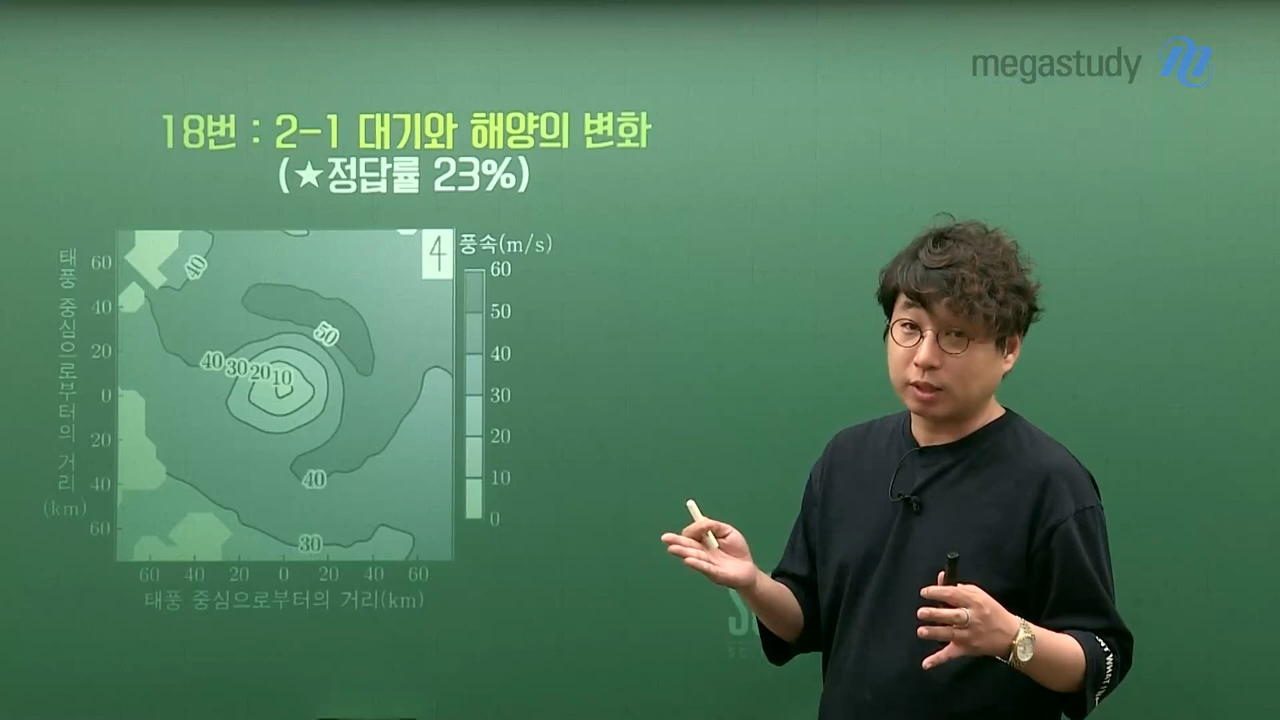 megastudy
18번 : 2-1 대기와 해양의 변화
(★정답률 23%)
4
풍속(m/s)
60
50
40
30
20
10
0
태풍 중심으로부터의 거리
(km)
60
40
20
0
20
40
60
40
50
40 30 20 10
40
30
60 40 20 0 20 40 60
태풍 중심으로부터의 거리(km)